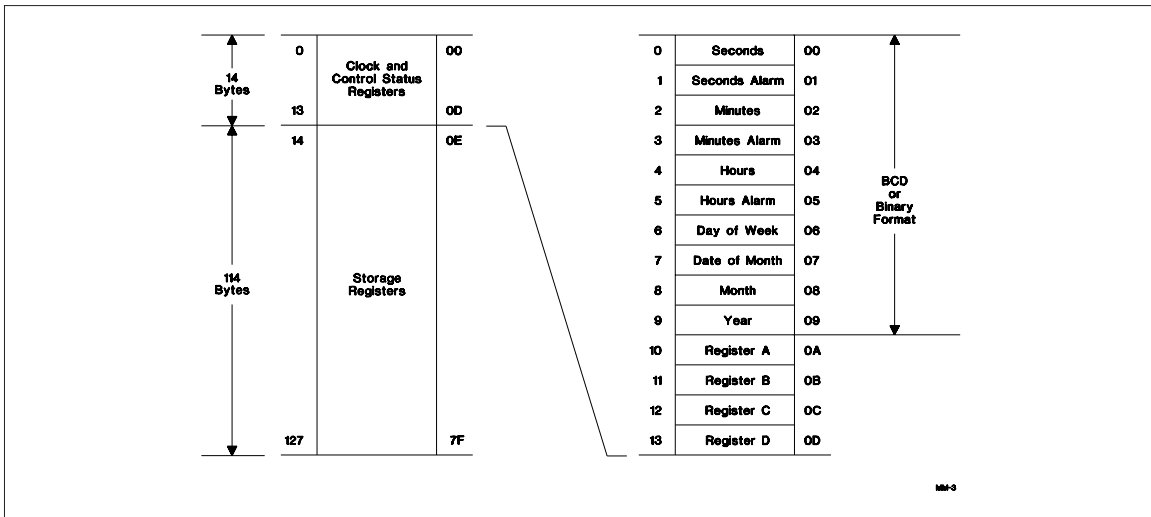 14
Bytes
114
Bytes
0
Clock and
Control Status
Registers
00
13
0D
14
0E
Storage
Registers
127
7F
0 Seconds 00
1 Seconds Alarm 01
2 Minutes 02
3 Minutes Alarm 03
4 Hours 04
5 Hours Alarm 05
6 Day of Week 06
7 Date of Month 07
8 Month 08
9 Year 09
10 Register A 0A
11 Register B 0B
12 Register C 0C
13 Register D 0D
BCD
or
Binary
Format
MM-3